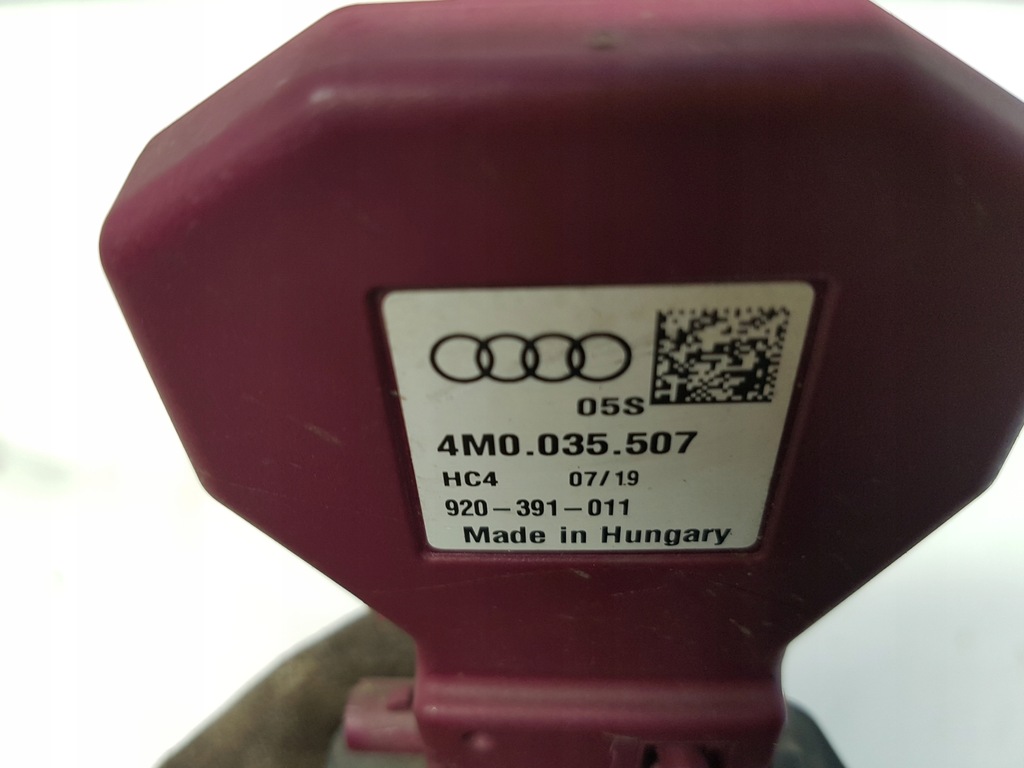 05S
4M0.035.507
HC4 07/19
920-391-011
Made in Hungary